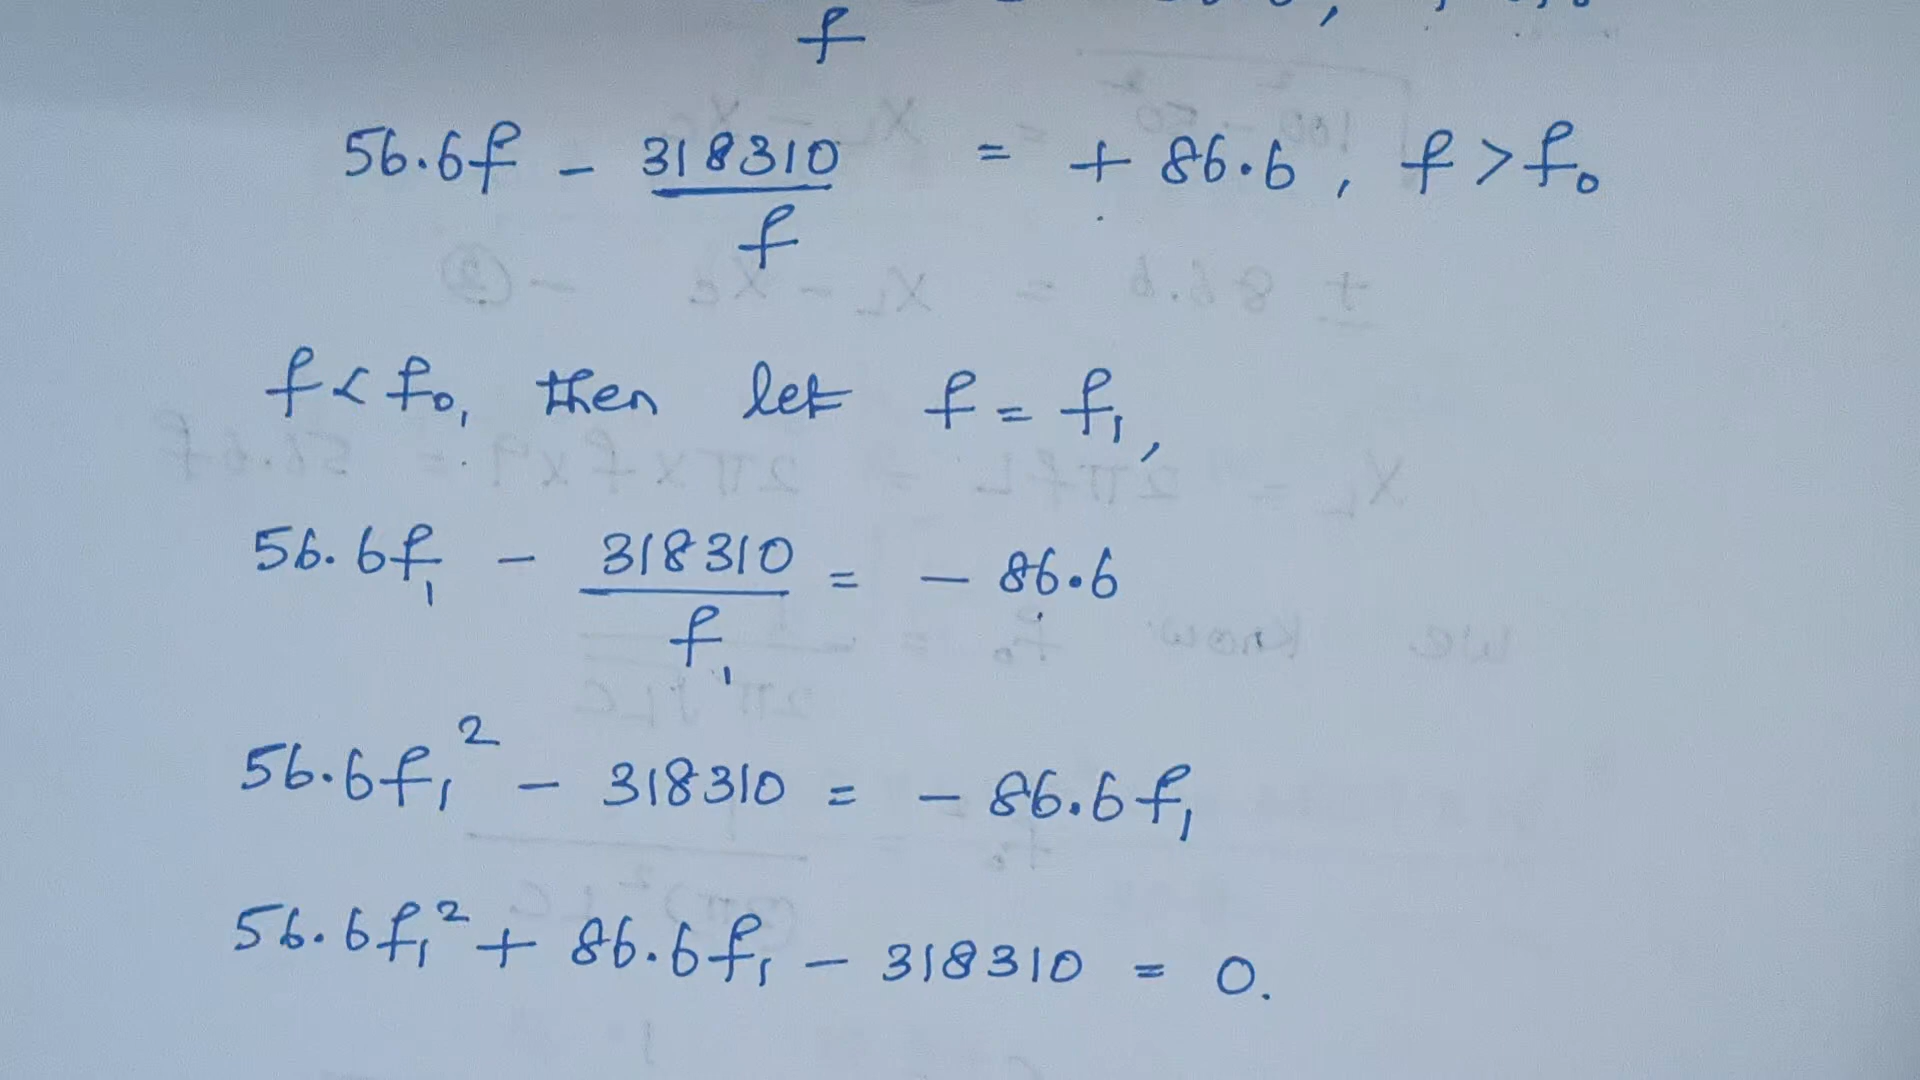 f
56.6f - 318310/f = + 86.6, f > f₀
f < f₀, then let f = f₁,
56.6f₁ - 318310/f₁ = - 86.6
56.6f₁² - 318310 = - 86.6f₁
56.6f₁² + 86.6f₁ - 318310 = 0.